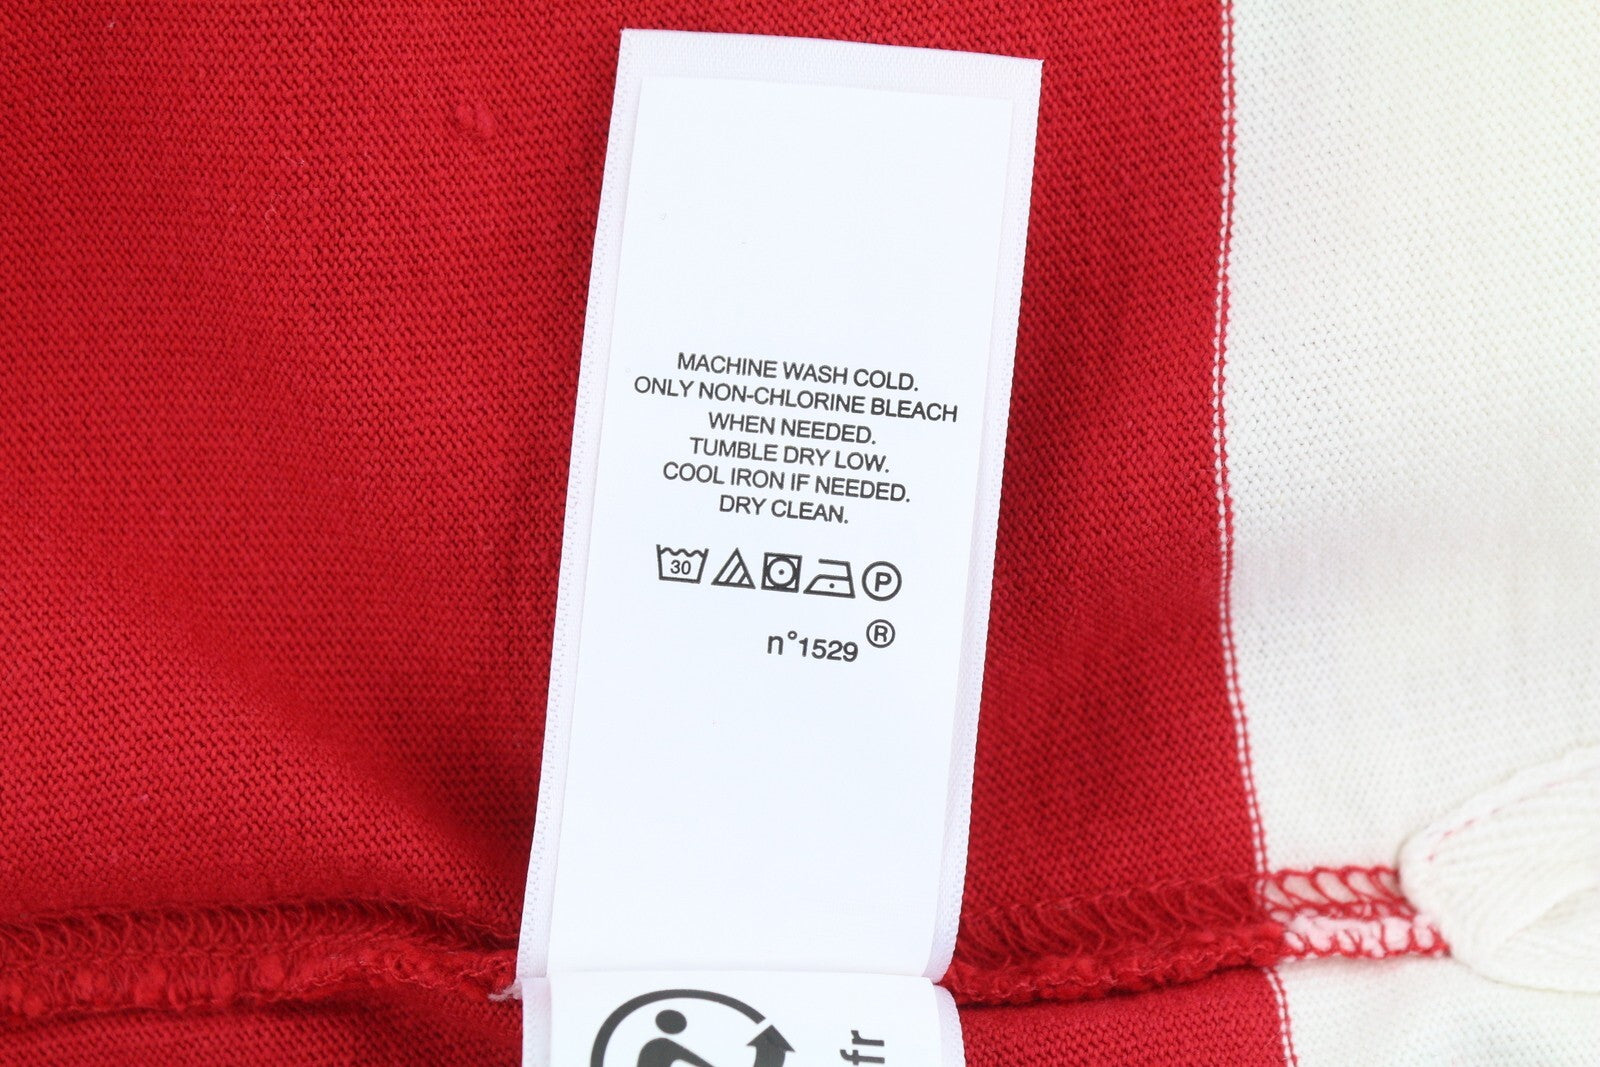 MACHINE WASH COLD.
ONLY NON-CHLORINE BLEACH
WHEN NEEDED.
TUMBLE DRY LOW.
COOL IRON IF NEEDED.
DRY CLEAN.
30 P
n°1529 ®
fr